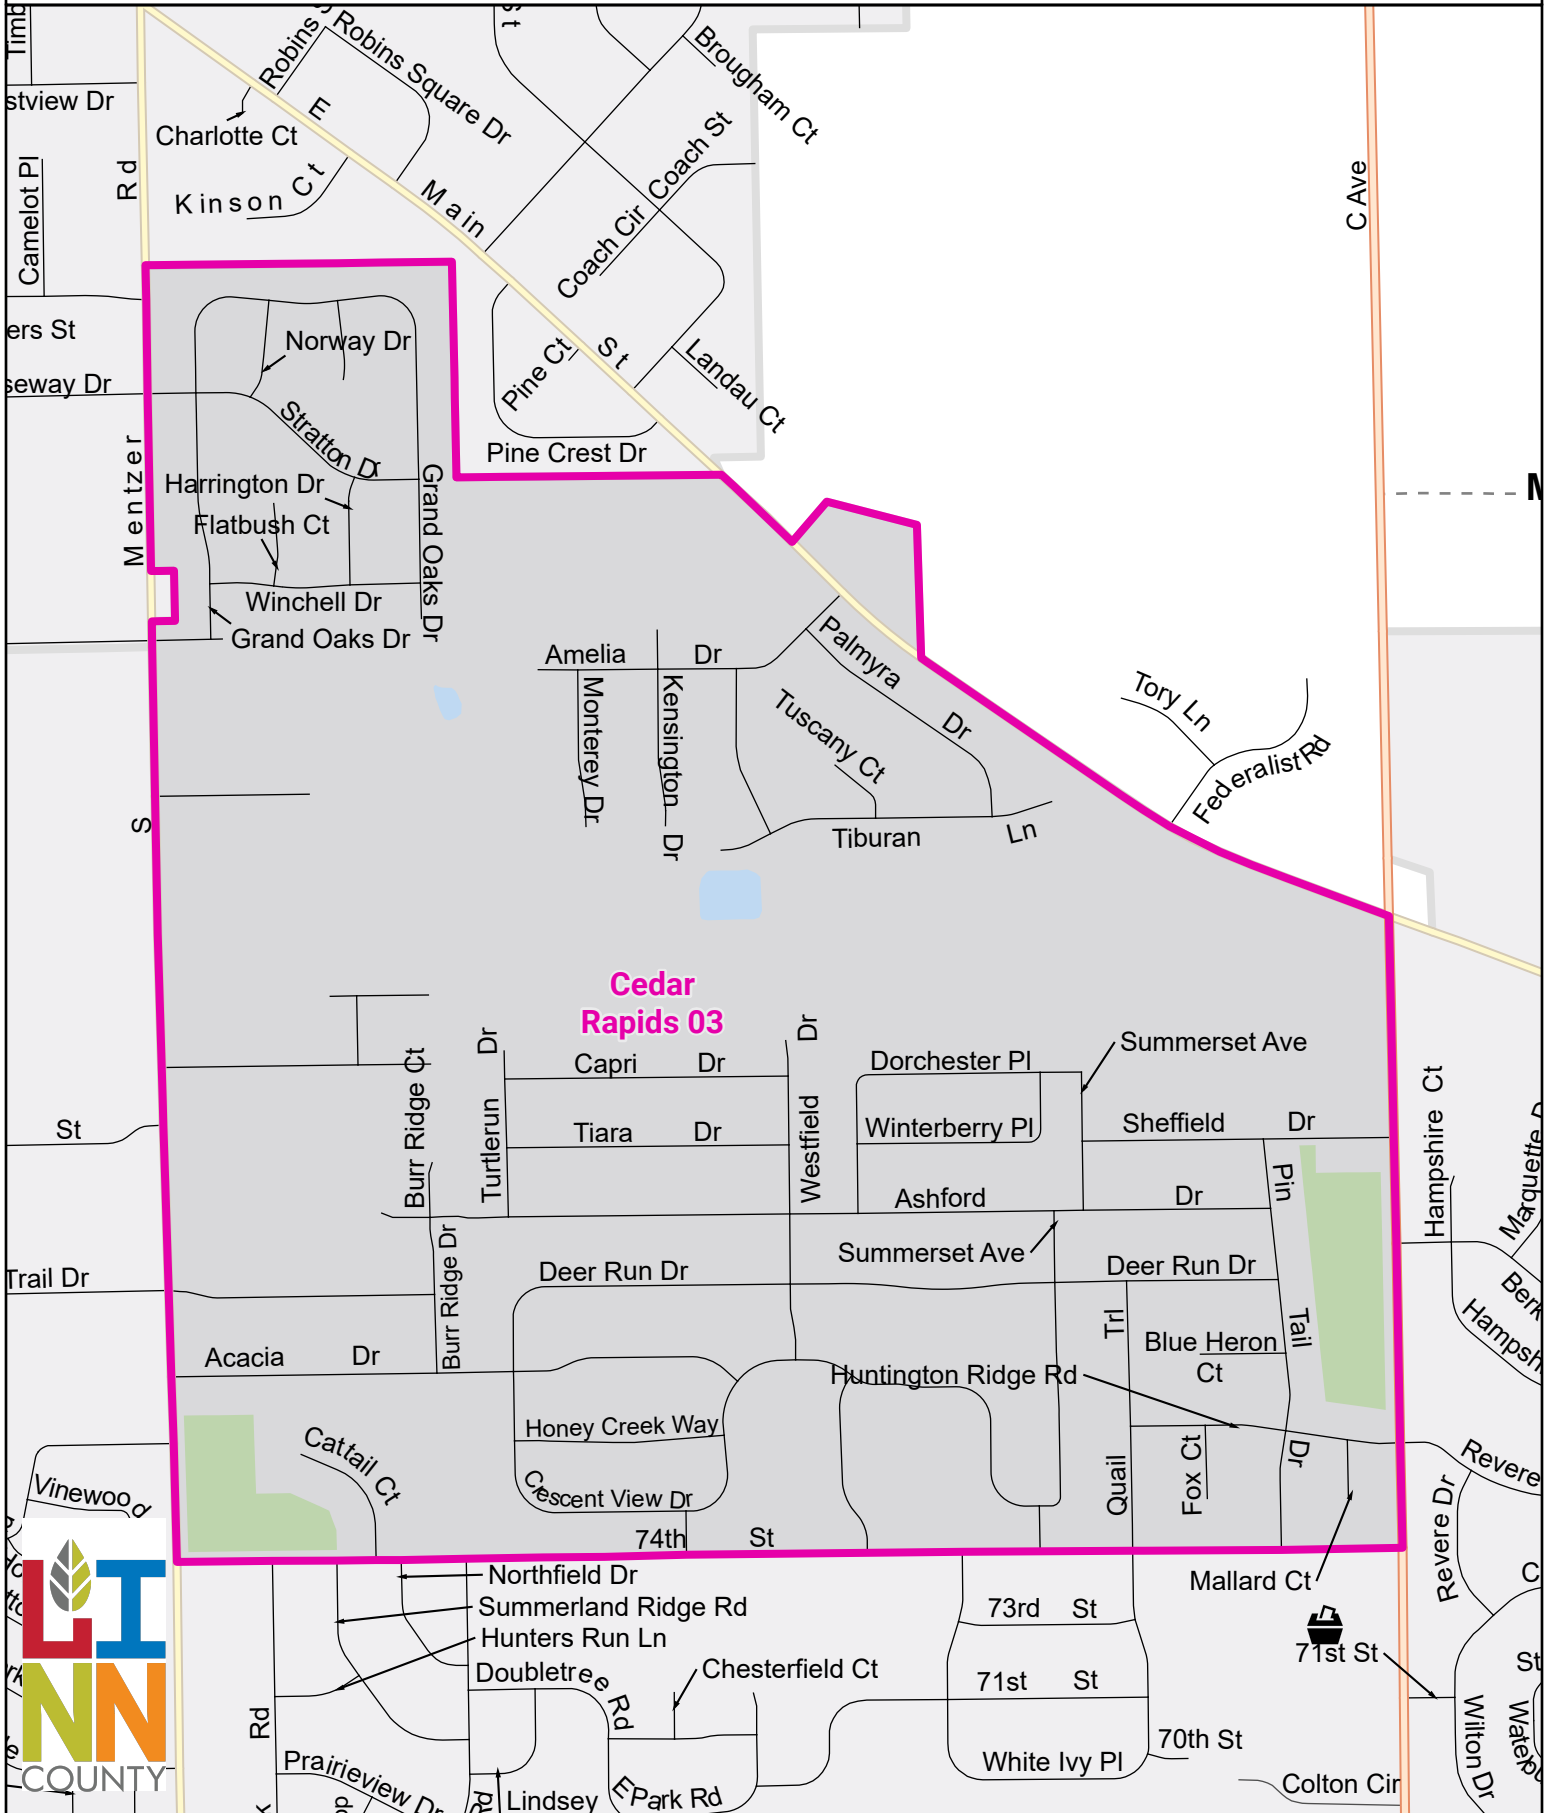 Timb
Robins
Robins Square Dr
St
Brougham Ct
stview Dr
E
Charlotte Ct
Coach St
Camelot Pl
Rd
Kinson Ct
Main
C Ave
Coach Cir
ers St
Norway Dr
St
Pine Ct
Landau Ct
seway Dr
Stratton Dr
Pine Crest Dr
Mentzer
Harrington Dr
Grand Oaks Dr
Flatbush Ct
M
Winchell Dr
Grand Oaks Dr
Amelia Dr
Palmyra Dr
Monterey Dr
Kensington Dr
Tuscany Ct
Tory Ln
Federalist Rd
S
Tiburan Ln
Cedar
Rapids 03
Dr
Dr
Summerset Ave
Capri Dr
Dorchester Pl
Burr Ridge Ct
Turtlerun
Westfield
Hampshire Ct
St
Tiara Dr
Winterberry Pl
Sheffield Dr
Marquette D
Pin
Ashford Dr
Summerset Ave
Burr Ridge Dr
Deer Run Dr
Deer Run Dr
Trail Dr
Berk
Hampsh
Trl
Tail
Blue Heron
Ct
Acacia Dr
Huntington Ridge Rd
Honey Creek Way
Cattail Ct
Dr
Revere
Quail
Fox Ct
Vinewood
Crescent View Dr
Revere Dr
74th St
Northfield Dr
Mallard Ct
Summerland Ridge Rd
73rd St
Hunters Run Ln
71st St
Doubletree Rd
Chesterfield Ct
71st St
St
Rd
Wilton Dr
70th St
Prairieview Dr
White Ivy Pl
Colton Cir
E Park Rd
Lindsey
LINN
COUNTY